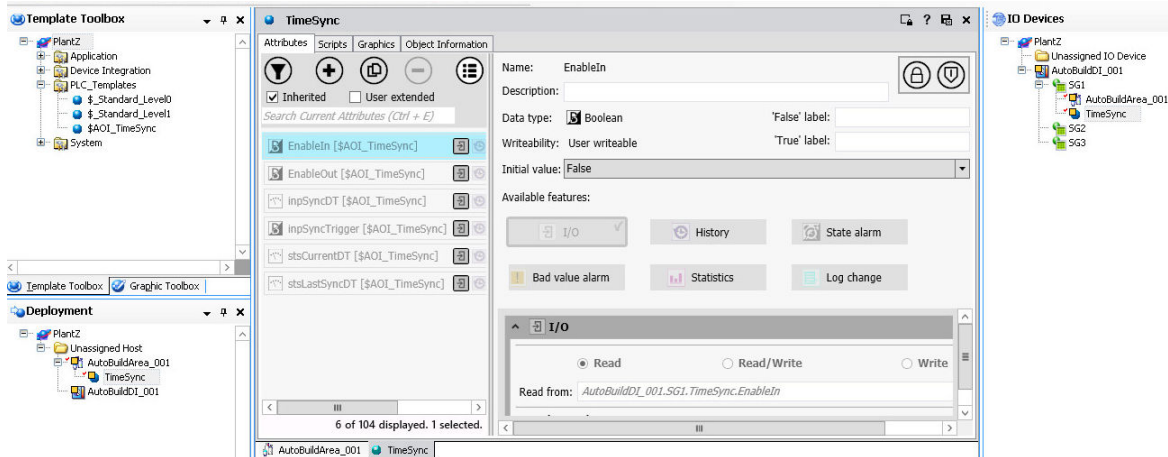 Template Toolbox
PlantZ
Application
Device Integration
PLC_Templates
$_Standard_Level0
$_Standard_Level1
$AOI_TimeSync
System
Template Toolbox Graphic Toolbox
Deployment
PlantZ
Unassigned Host
AutoBuildArea_001
TimeSync
AutoBuildDI_001
TimeSync
Attributes Scripts Graphics Object Information
Inherited User extended
Search Current Attributes (Ctrl + E)
EnableIn [$AOI_TimeSync]
EnableOut [$AOI_TimeSync]
inpSyncDT [$AOI_TimeSync]
inpSyncTrigger [$AOI_TimeSync]
stsCurrentDT [$AOI_TimeSync]
stsLastSyncDT [$AOI_TimeSync]
6 of 104 displayed. 1 selected.
Name: EnableIn
Description:
Data type: Boolean 'False' label:
Writeability: User writeable 'True' label:
Initial value: False
Available features:
I/O History State alarm
Bad value alarm Statistics Log change
I/O
Read Read/Write Write
Read from: AutoBuildDI_001.SG1.TimeSync.EnableIn
AutoBuildArea_001 TimeSync
IO Devices
PlantZ
Unassigned IO Device
AutoBuildDI_001
SG1
AutoBuildArea_001
TimeSync
SG2
SG3